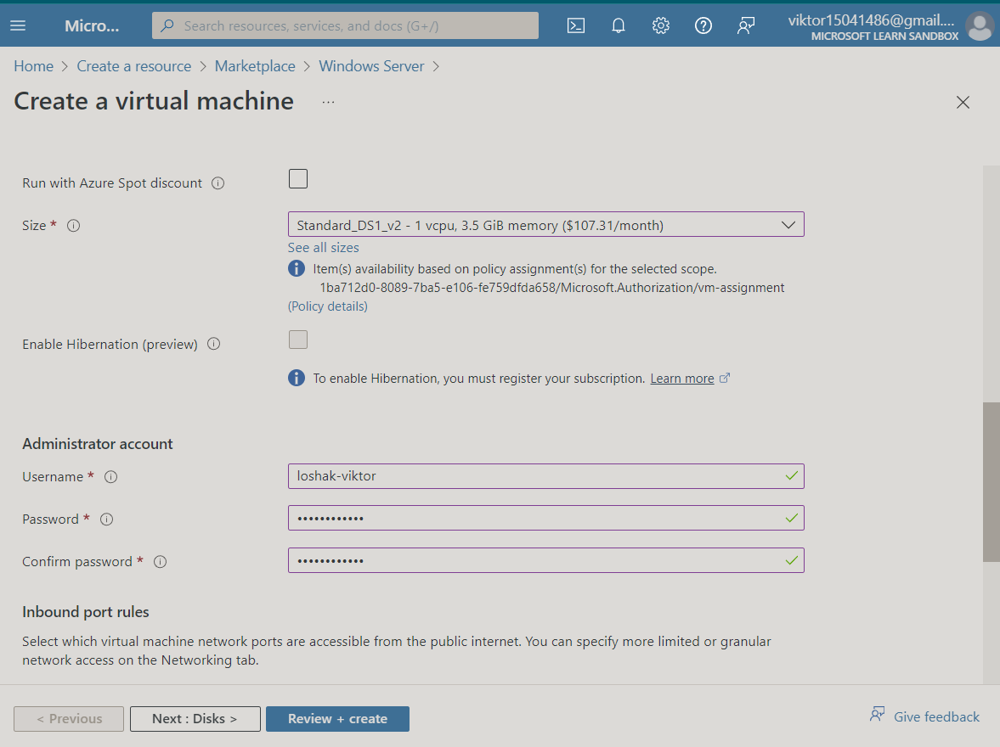 Micro...
Search resources, services, and docs (G+/)
viktor15041486@gmail....
MICROSOFT LEARN SANDBOX
Home > Create a resource > Marketplace > Windows Server >
Create a virtual machine ...
Run with Azure Spot discount
Size *
Standard_DS1_v2 - 1 vcpu, 3.5 GiB memory ($107.31/month)
See all sizes
Item(s) availability based on policy assignment(s) for the selected scope.
1ba712d0-8089-7ba5-e106-fe759dfda658/Microsoft.Authorization/vm-assignment
(Policy details)
Enable Hibernation (preview)
To enable Hibernation, you must register your subscription. Learn more
Administrator account
Username *
loshak-viktor
Password *
••••••••••••
Confirm password *
••••••••••••
Inbound port rules
Select which virtual machine network ports are accessible from the public internet. You can specify more limited or granular
network access on the Networking tab.
< Previous
Next : Disks >
Review + create
Give feedback